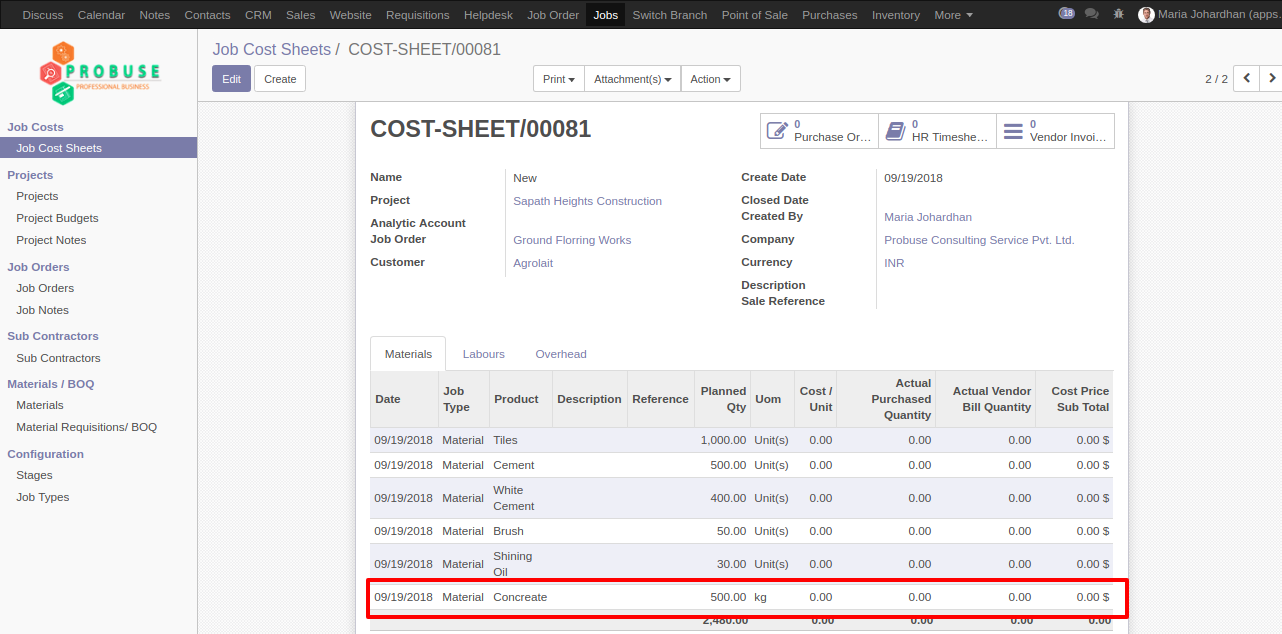 Discuss Calendar Notes Contacts CRM Sales Website Requisitions Helpdesk Job Order Jobs Switch Branch Point of Sale Purchases Inventory More 18 Maria Johardhan (apps...
PROBUSE
PROFESSIONAL BUSINESS
Job Costs
Job Cost Sheets
Projects
Projects
Project Budgets
Project Notes
Job Orders
Job Orders
Job Notes
Sub Contractors
Sub Contractors
Materials / BOQ
Materials
Material Requisitions/ BOQ
Configuration
Stages
Job Types
Job Cost Sheets / COST-SHEET/00081
Edit Create Print Attachment(s) Action 2 / 2
COST-SHEET/00081
0 Purchase Or...
0 HR Timeshe...
0 Vendor Invoi...
Name New
Project Sapath Heights Construction
Analytic Account
Job Order Ground Florring Works
Customer Agrolait
Create Date 09/19/2018
Closed Date
Created By Maria Johardhan
Company Probuse Consulting Service Pvt. Ltd.
Currency INR
Description
Sale Reference
Materials Labours Overhead
Date Job Type Product Description Reference Planned Qty Uom Cost / Unit Actual Purchased Quantity Actual Vendor Bill Quantity Cost Price Sub Total
09/19/2018 Material Tiles 1,000.00 Unit(s) 0.00 0.00 0.00 0.00 $
09/19/2018 Material Cement 500.00 Unit(s) 0.00 0.00 0.00 0.00 $
09/19/2018 Material White Cement 400.00 Unit(s) 0.00 0.00 0.00 0.00 $
09/19/2018 Material Brush 50.00 Unit(s) 0.00 0.00 0.00 0.00 $
09/19/2018 Material Shining Oil 30.00 Unit(s) 0.00 0.00 0.00 0.00 $
09/19/2018 Material Concreate 500.00 kg 0.00 0.00 0.00 0.00 $
2,480.00 0.00 0.00 0.00 0.00